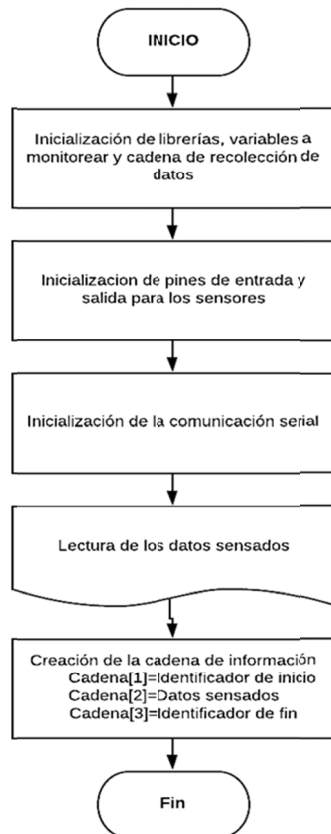 INICIO
Inicialización de librerías, variables a
monitorear y cadena de recolección de
datos
Inicializacion de pines de entrada y
salida para los sensores
Inicialización de la comunicación serial
Lectura de los datos sensados
Creación de la cadena de información
Cadena[1]=Identificador de inicio
Cadena[2]=Datos sensados
Cadena[3]=Identificador de fin
Fin